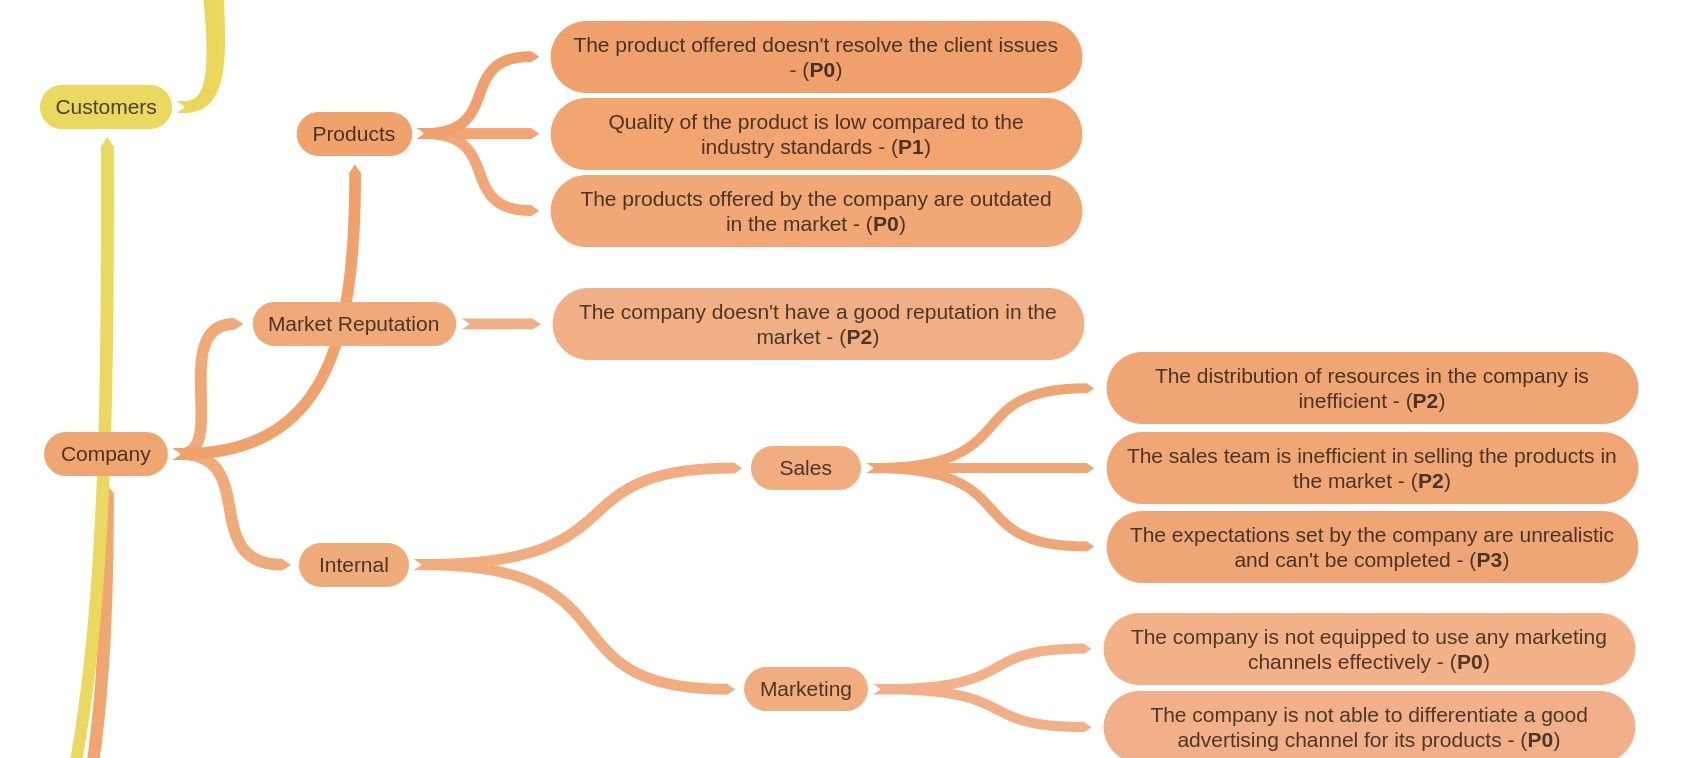 Customers
Products
The product offered doesn't resolve the client issues
- (P0)
Quality of the product is low compared to the
industry standards - (P1)
The products offered by the company are outdated
in the market - (P0)
Market Reputation
The company doesn't have a good reputation in the
market - (P2)
Company
Internal
Sales
The distribution of resources in the company is
inefficient - (P2)
The sales team is inefficient in selling the products in
the market - (P2)
The expectations set by the company are unrealistic
and can't be completed - (P3)
Marketing
The company is not equipped to use any marketing
channels effectively - (P0)
The company is not able to differentiate a good
advertising channel for its products - (P0)